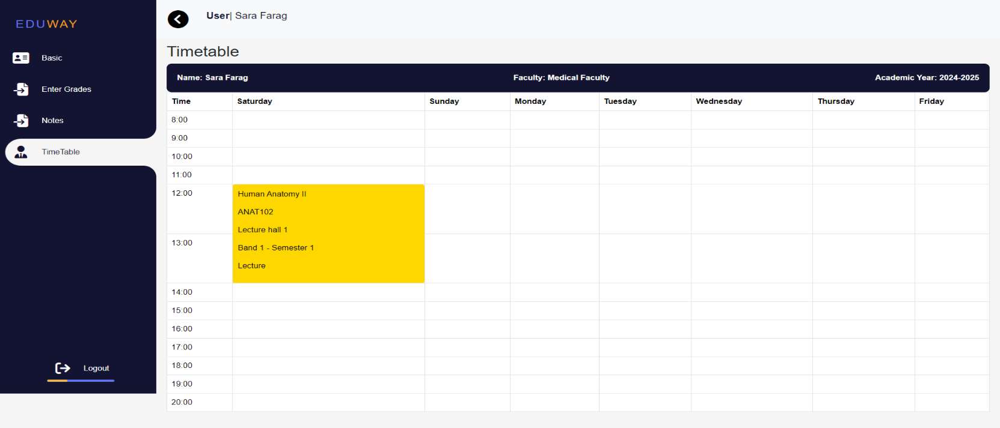 EDUWAY
Basic
Enter Grades
Notes
TimeTable
Logout
User| Sara Farag
Timetable
Name: Sara Farag Faculty: Medical Faculty Academic Year: 2024-2025
Time Saturday Sunday Monday Tuesday Wednesday Thursday Friday
8:00
9:00
10:00
11:00
12:00
Human Anatomy II
ANAT102
Lecture hall 1
13:00
Band 1 - Semester 1
Lecture
14:00
15:00
16:00
17:00
18:00
19:00
20:00